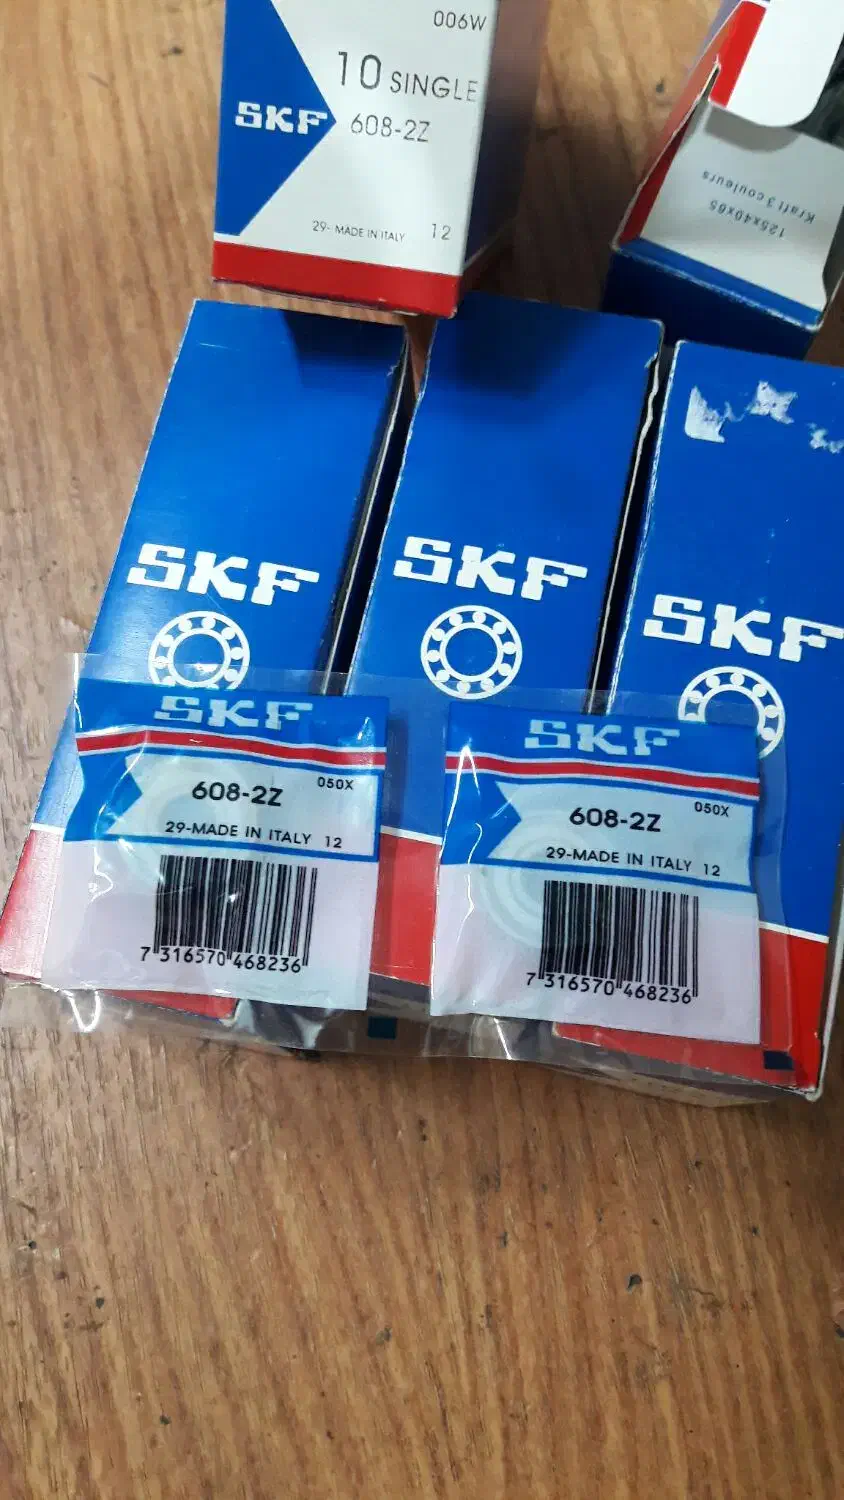 006W
10 SINGLE
SKF 608-2Z
29- MADE IN ITALY 12
Kraft 3 couleurs
125x40x65
SKF
SKF
SKF
SKF
608-2Z 050X
29-MADE IN ITALY 12
7 316570 468236
SKF
608-2Z 050X
29-MADE IN ITALY 12
7 316570 468236